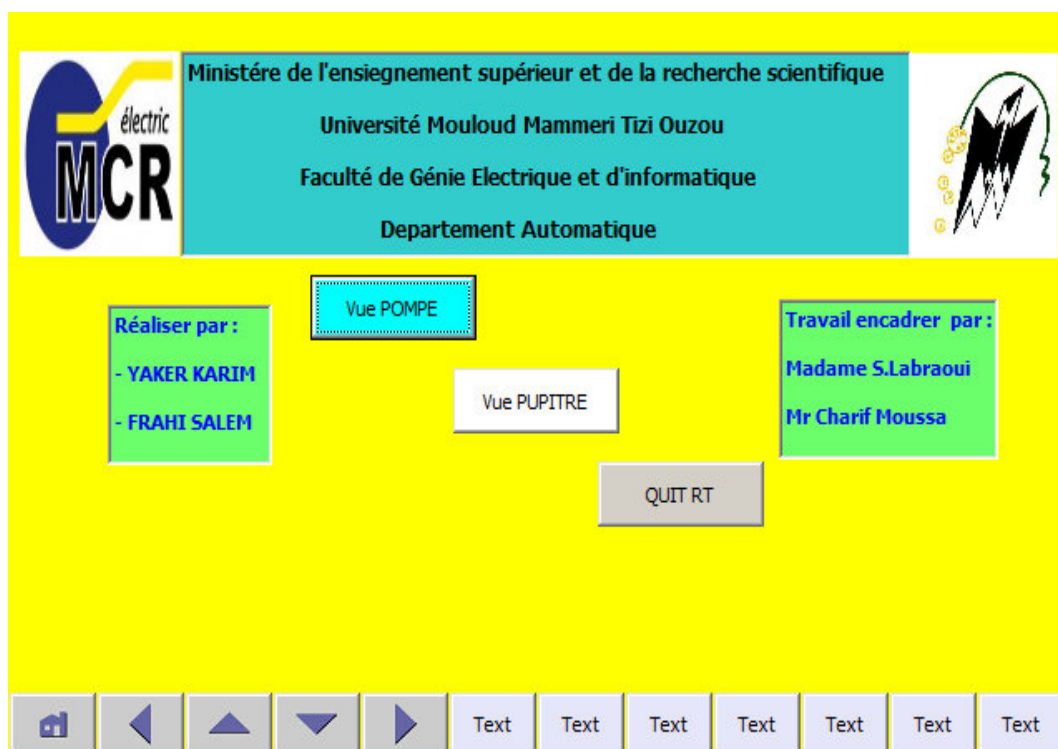 électric
MCR
Ministére de l'ensiegnement supérieur et de la recherche scientifique
Université Mouloud Mammeri Tizi Ouzou
Faculté de Génie Electrique et d'informatique
Departement Automatique
Vue POMPE
Réaliser par :
- YAKER KARIM
- FRAHI SALEM
Vue PUPITRE
QUIT RT
Travail encadrer par :
Madame S.Labraoui
Mr Charif Moussa
Text Text Text Text Text Text Text